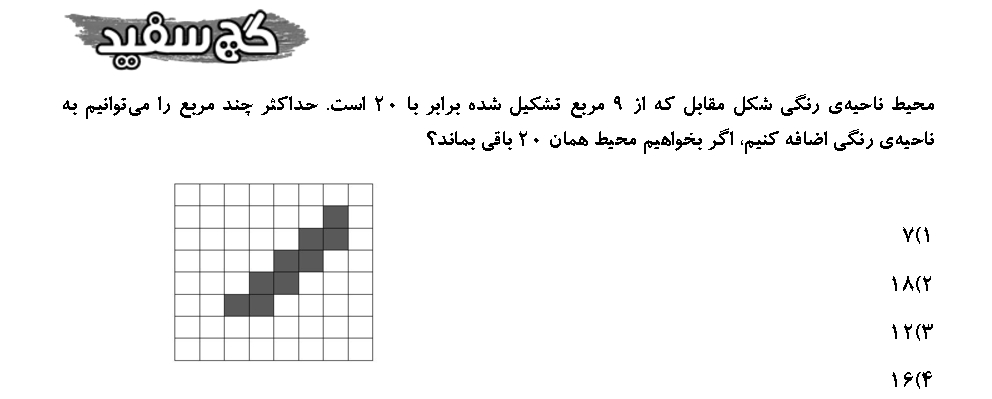 گچ سفید
محیط ناحیه‌ی رنگی شکل مقابل که از ۹ مربع تشکیل شده برابر با ۲۰ است. حداکثر چند مربع را می‌توانیم به
ناحیه‌ی رنگی اضافه کنیم، اگر بخواهیم محیط همان ۲۰ باقی بماند؟
۱)۷
۲)۱۸
۳)۱۲
۴)۱۶